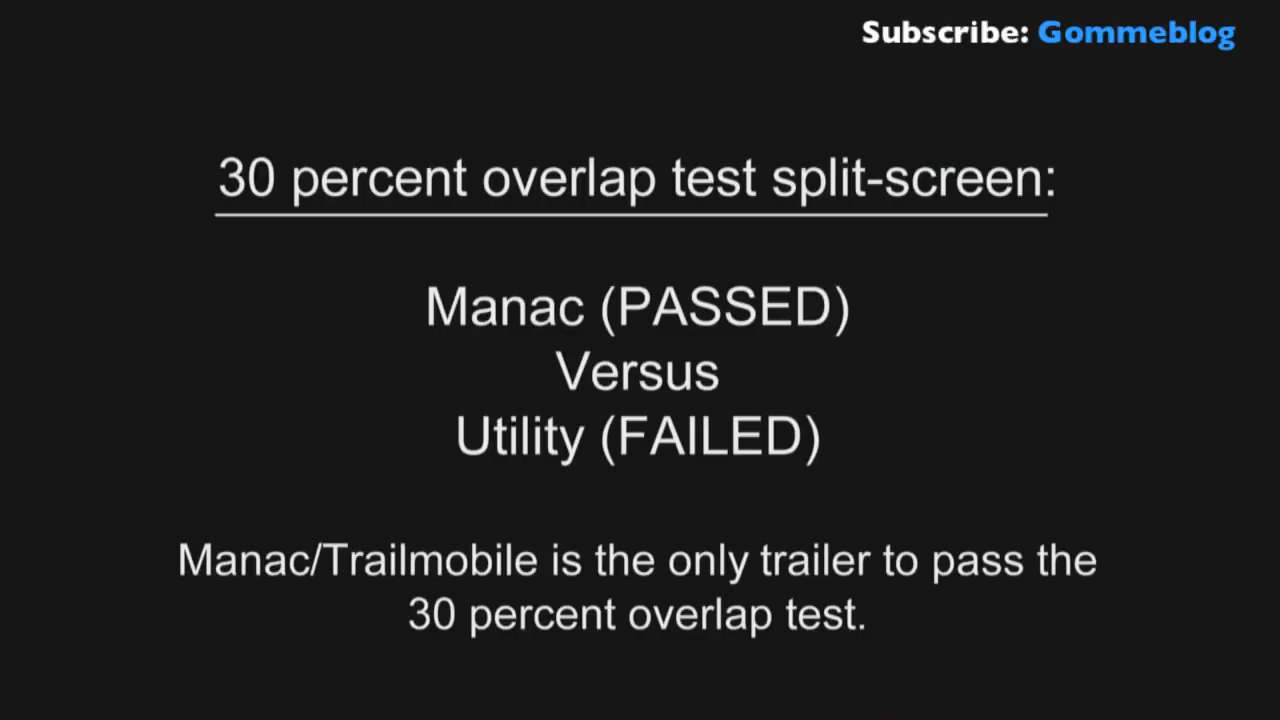 Subscribe: Gommeblog
30 percent overlap test split-screen:
Manac (PASSED)
Versus
Utility (FAILED)
Manac/Trailmobile is the only trailer to pass the
30 percent overlap test.